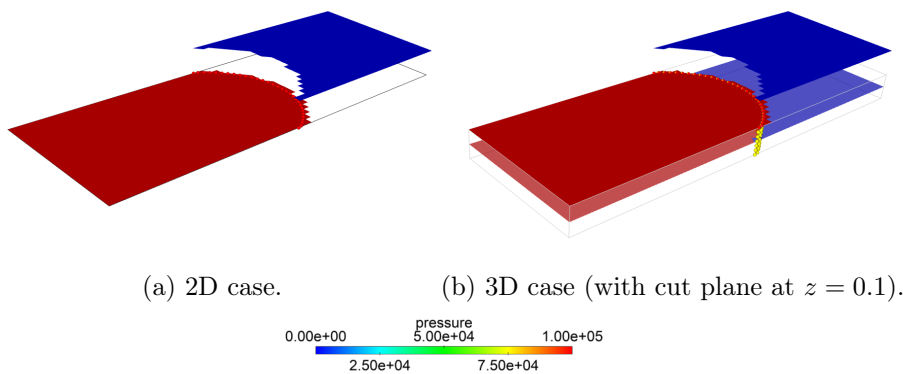 (a) 2D case.
(b) 3D case (with cut plane at z = 0.1).
pressure
0.00e+00 5.00e+04 1.00e+05
2.50e+04 7.50e+04